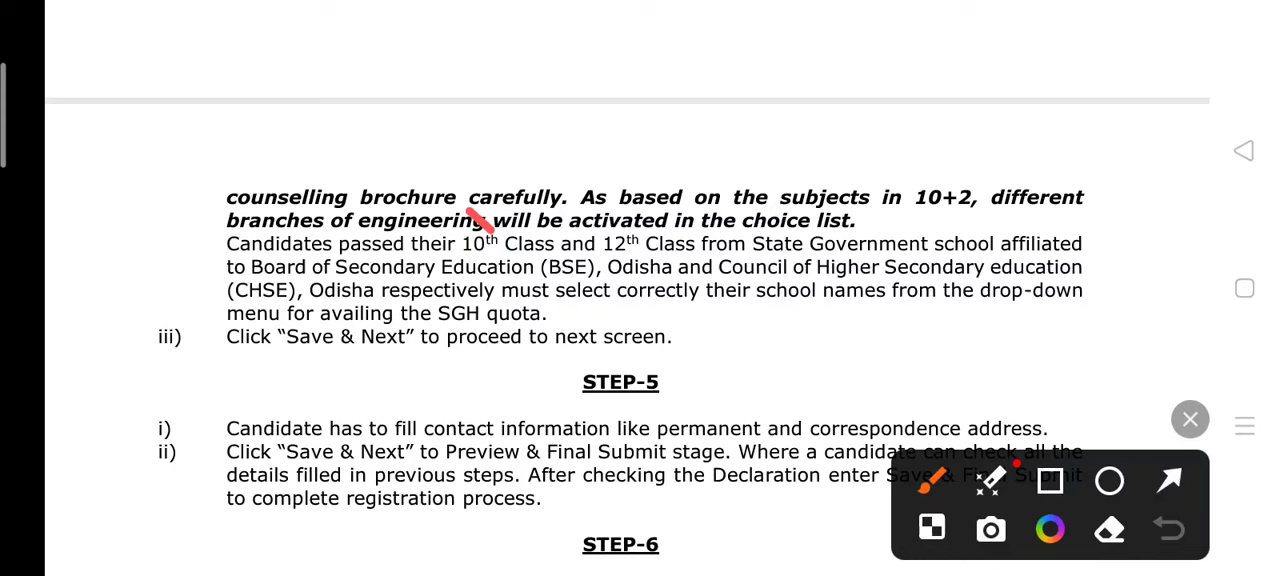 counselling brochure carefully. As based on the subjects in 10+2, different
branches of engineering will be activated in the choice list.
Candidates passed their 10th Class and 12th Class from State Government school affiliated
to Board of Secondary Education (BSE), Odisha and Council of Higher Secondary education
(CHSE), Odisha respectively must select correctly their school names from the drop-down
menu for availing the SGH quota.
iii) Click “Save & Next” to proceed to next screen.
STEP-5
i) Candidate has to fill contact information like permanent and correspondence address.
ii) Click “Save & Next” to Preview & Final Submit stage. Where a candidate can check all the
details filled in previous steps. After checking the Declaration enter Save & Final Submit
to complete registration process.
STEP-6